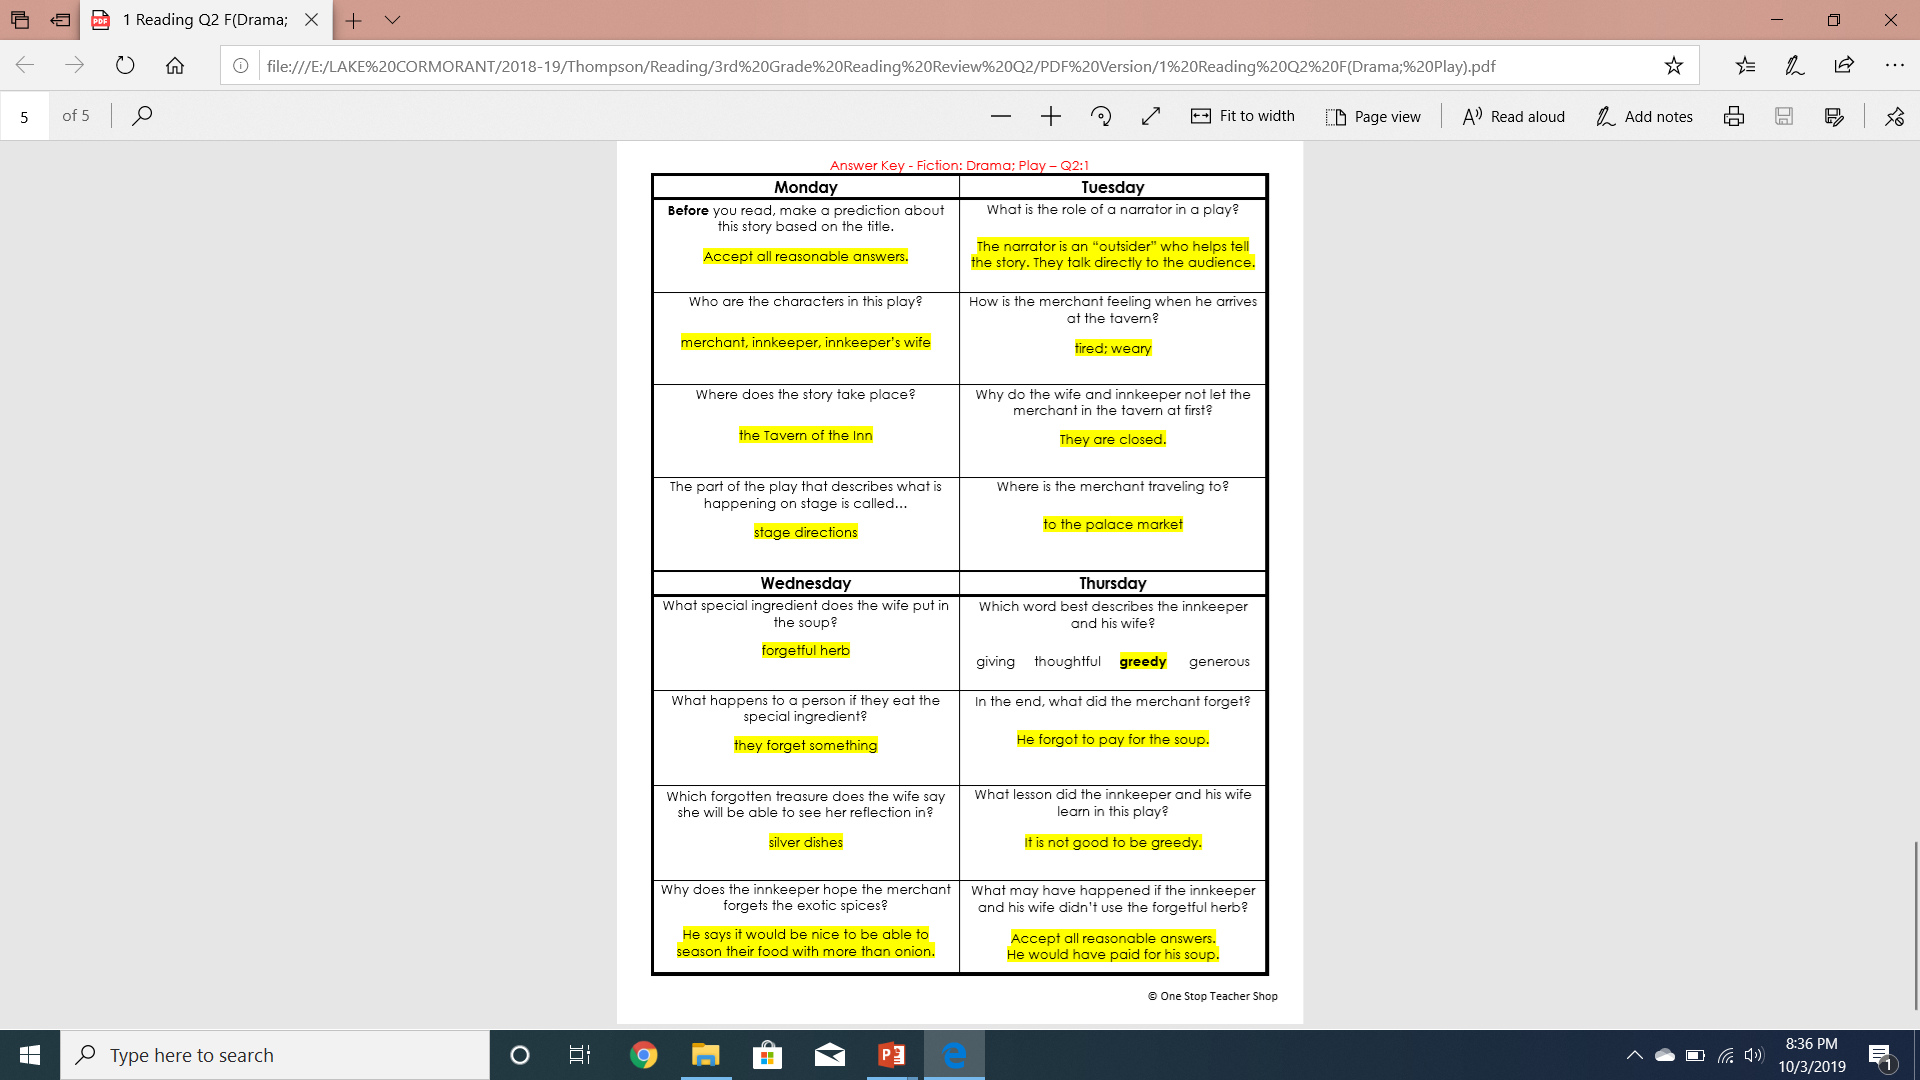 1 Reading Q2 F(Drama;
file:///E:/LAKE%20CORMORANT/2018-19/Thompson/Reading/3rd%20Grade%20Reading%20Review%20Q2/PDF%20Version/1%20Reading%20Q2%20F(Drama;%20Play).pdf
5 of 5
Fit to width
Page view
Read aloud
Add notes
Answer Key - Fiction: Drama; Play – Q2:1
Monday
Before you read, make a prediction about
this story based on the title.
Accept all reasonable answers.
Who are the characters in this play?
merchant, innkeeper, innkeeper's wife
Where does the story take place?
the Tavern of the Inn
The part of the play that describes what is
happening on stage is called…
stage directions
Tuesday
What is the role of a narrator in a play?
The narrator is an “outsider” who helps tell
the story. They talk directly to the audience.
How is the merchant feeling when he arrives
at the tavern?
tired; weary
Why do the wife and innkeeper not let the
merchant in the tavern at first?
They are closed.
Where is the merchant traveling to?
to the palace market
Wednesday
What special ingredient does the wife put in
the soup?
forgetful herb
What happens to a person if they eat the
special ingredient?
they forget something
Which forgotten treasure does the wife say
she will be able to see her reflection in?
silver dishes
Why does the innkeeper hope the merchant
forgets the exotic spices?
He says it would be nice to be able to
season their food with more than onion.
Thursday
Which word best describes the innkeeper
and his wife?
giving thoughtful greedy generous
In the end, what did the merchant forget?
He forgot to pay for the soup.
What lesson did the innkeeper and his wife
learn in this play?
It is not good to be greedy.
What may have happened if the innkeeper
and his wife didn't use the forgetful herb?
Accept all reasonable answers.
He would have paid for his soup.
© One Stop Teacher Shop
Type here to search
8:36 PM
10/3/2019
1